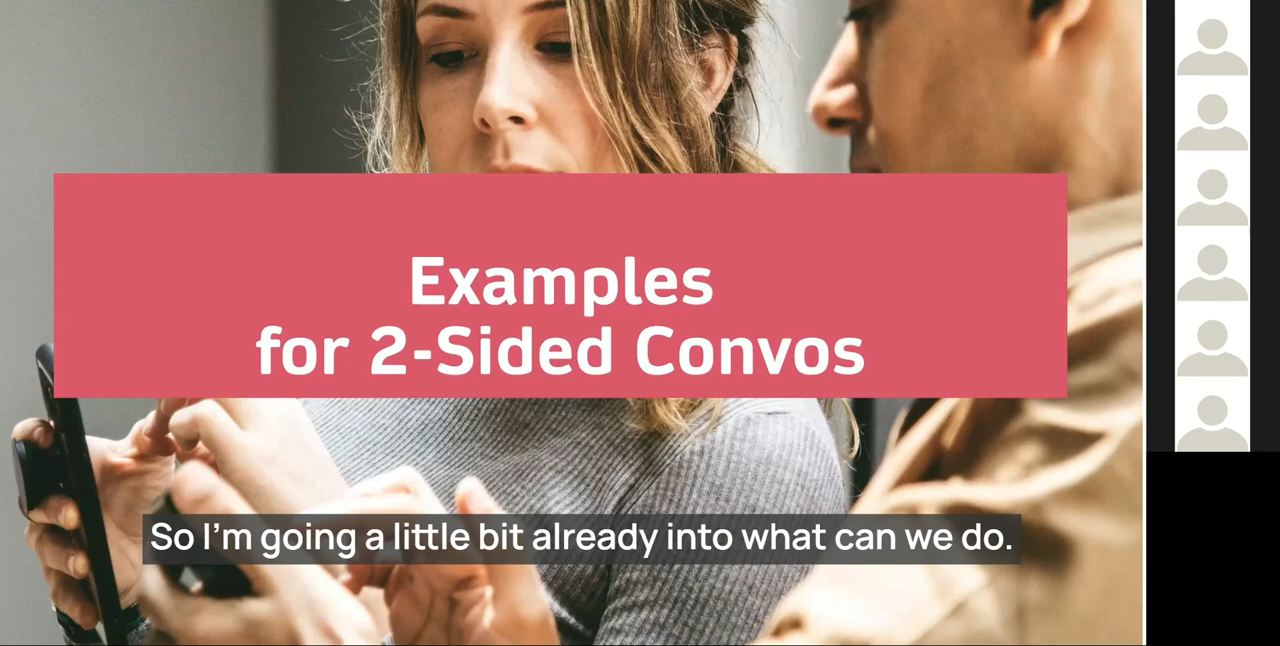 Examples
for 2-Sided Convos
So I'm going a little bit already into what can we do.